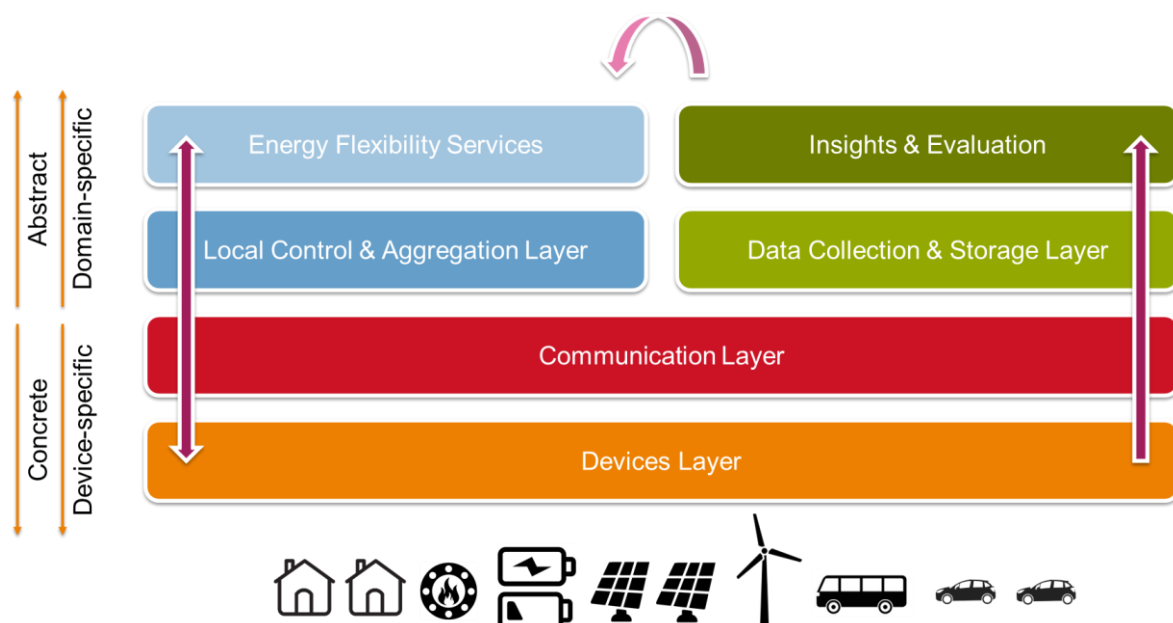 Energy Flexibility Services
Insights & Evaluation
Abstract
Domain-specific
Local Control & Aggregation Layer
Data Collection & Storage Layer
Communication Layer
Concrete
Device-specific
Devices Layer